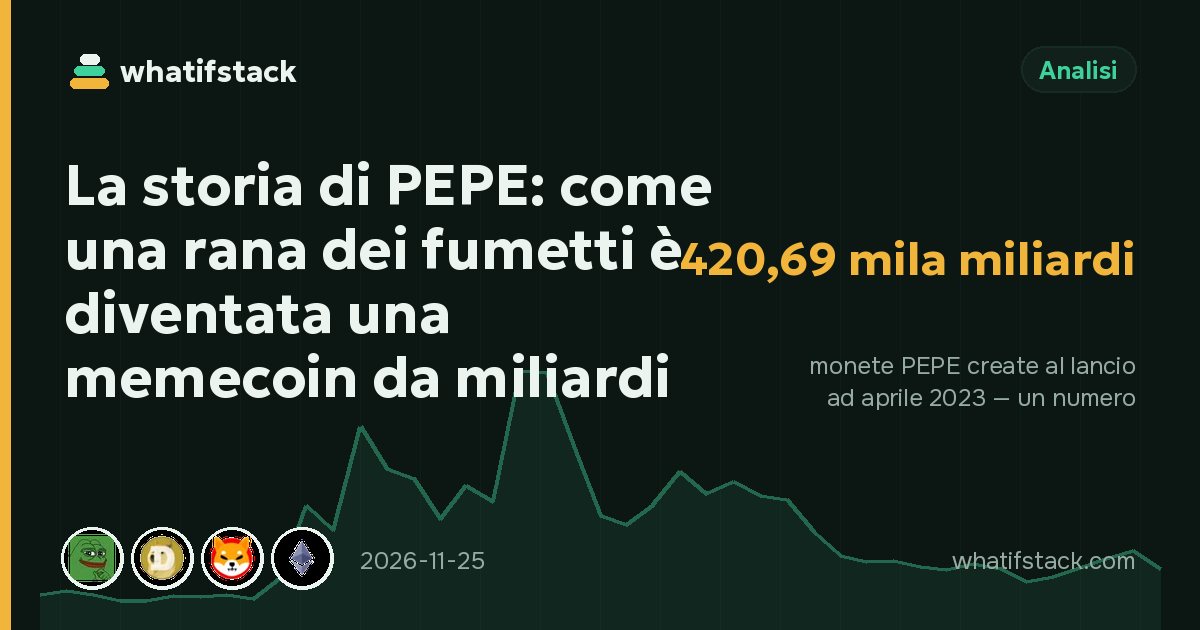 whatifstack
Analisi
La storia di PEPE: come
una rana dei fumetti è
diventata una
memecoin da miliardi
420,69 mila miliardi
monete PEPE create al lancio
ad aprile 2023 — un numero
2026-11-25
whatifstack.com